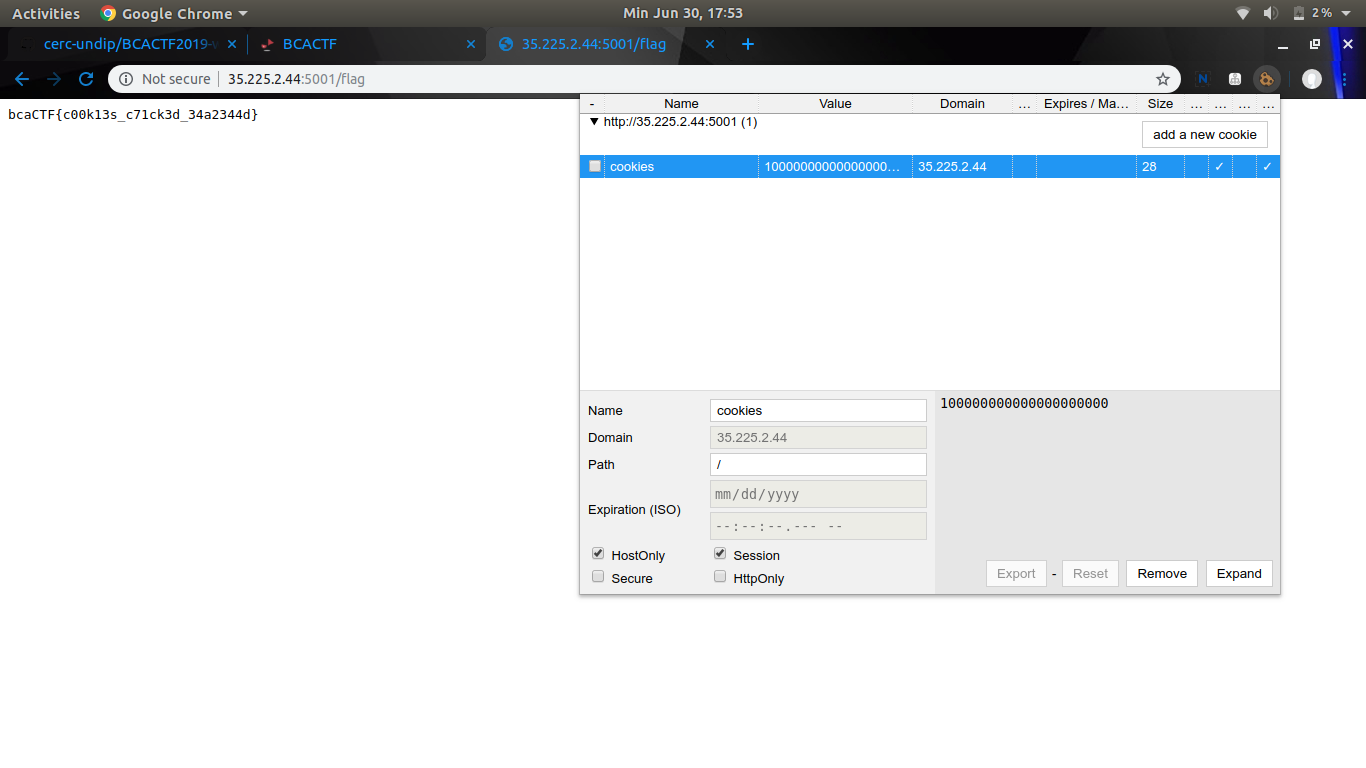 Activities Google Chrome Min Jun 30, 17:53 2%
cerc-undip/BCACTF2019- BCACTF 35.225.2.44:5001/flag
Not secure 35.225.2.44:5001/flag
bcaCTF{c00k13s_c71ck3d_34a2344d}
- Name Value Domain ... Expires / Ma... Size ... ... ... ...
http://35.225.2.44:5001 (1)
add a new cookie
cookies 10000000000000000000... 35.225.2.44 28 ✓ ✓
Name cookies
Domain 35.225.2.44
Path /
Expiration (ISO) mm/dd/yyyy
--:--:--.--- --
HostOnly Session
Secure HttpOnly
100000000000000000000
Export - Reset Remove Expand